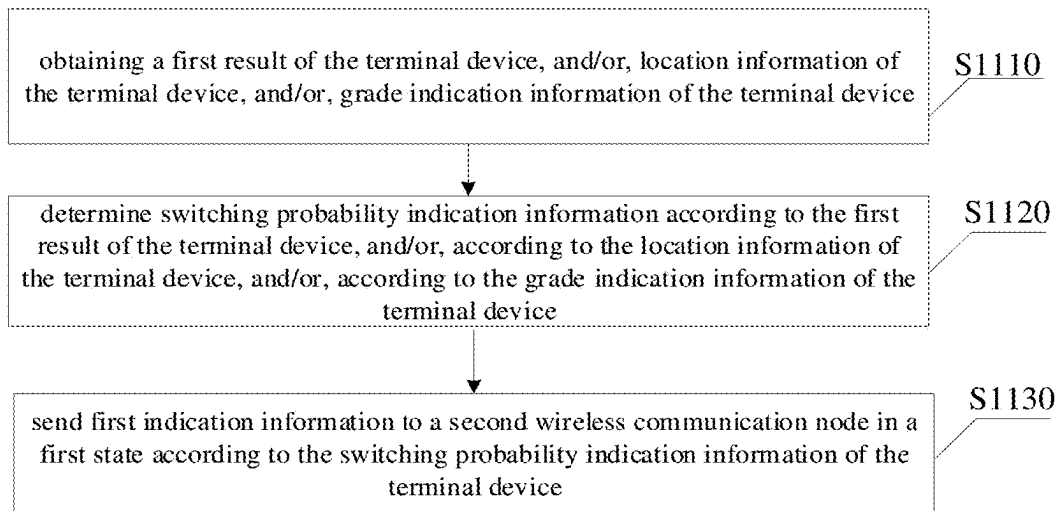 obtaining a first result of the terminal device, and/or, location information of
the terminal device, and/or, grade indication information of the terminal device
S1110
determine switching probability indication information according to the first
result of the terminal device, and/or, according to the location information of
the terminal device, and/or, according to the grade indication information of the
terminal device
S1120
send first indication information to a second wireless communication node in a
first state according to the switching probability indication information of the
terminal device
S1130